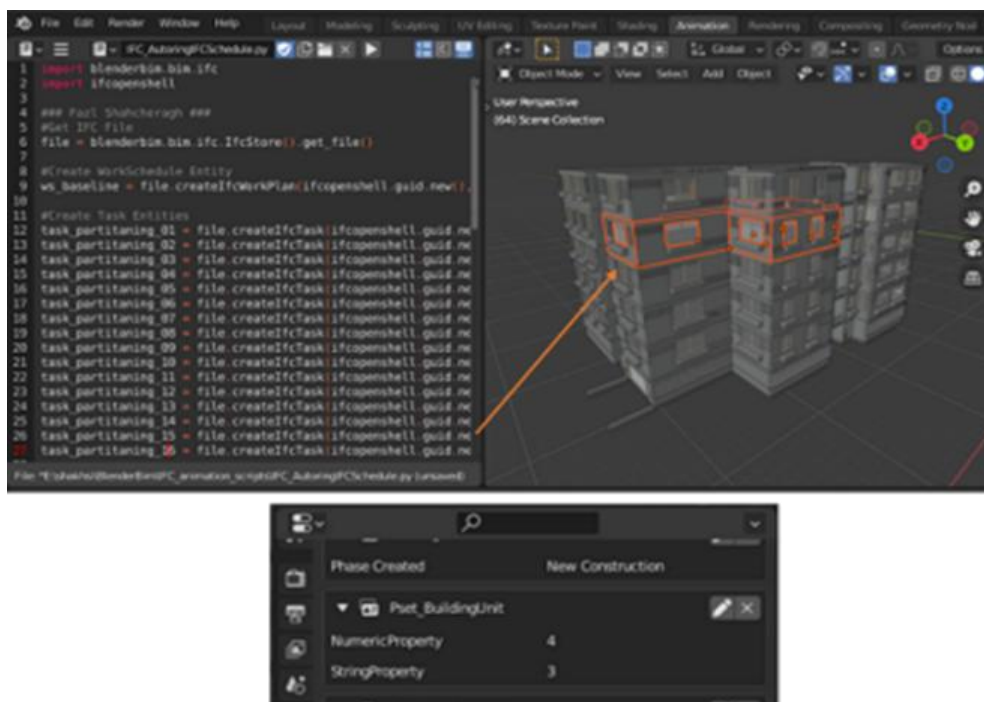 File Edit Render Window Help Layout Modeling Sculpting UV Editing Texture Paint Shading Animation Rendering Compositing Geometry Nod
IFC_AutoringIFCSchedule.py
Global
Options
Object Mode View Select Add Object
User Perspective
(64) Scene Collection
1 import blenderbim.bim.ifc
2 import ifcopenshell
3
4 ### Fazl Shahcheragh ###
5 #Get IFC File
6 file = blenderbim.bim.ifc.IfcStore().get_file()
7
8 #Create WorkSchedule Entity
9 ws_baseline = file.createIfcWorkPlan(ifcopenshell.guid.new(),
10
11 #Create Task Entities
12 task_partitaning_01 = file.createIfcTask(ifcopenshell.guid.ne
13 task_partitaning_02 = file.createIfcTask(ifcopenshell.guid.ne
14 task_partitaning_03 = file.createIfcTask(ifcopenshell.guid.ne
15 task_partitaning_04 = file.createIfcTask(ifcopenshell.guid.ne
16 task_partitaning_05 = file.createIfcTask(ifcopenshell.guid.ne
17 task_partitaning_06 = file.createIfcTask(ifcopenshell.guid.ne
18 task_partitaning_07 = file.createIfcTask(ifcopenshell.guid.ne
19 task_partitaning_08 = file.createIfcTask(ifcopenshell.guid.ne
20 task_partitaning_09 = file.createIfcTask(ifcopenshell.guid.ne
21 task_partitaning_10 = file.createIfcTask(ifcopenshell.guid.ne
22 task_partitaning_11 = file.createIfcTask(ifcopenshell.guid.ne
23 task_partitaning_12 = file.createIfcTask(ifcopenshell.guid.ne
24 task_partitaning_13 = file.createIfcTask(ifcopenshell.guid.ne
25 task_partitaning_14 = file.createIfcTask(ifcopenshell.guid.ne
26 task_partitaning_15 = file.createIfcTask(ifcopenshell.guid.ne
27 task_partitaning_16 = file.createIfcTask(ifcopenshell.guid.ne
Phase Created New Construction
Pset_BuildingUnit
NumericProperty 4
StringProperty 3